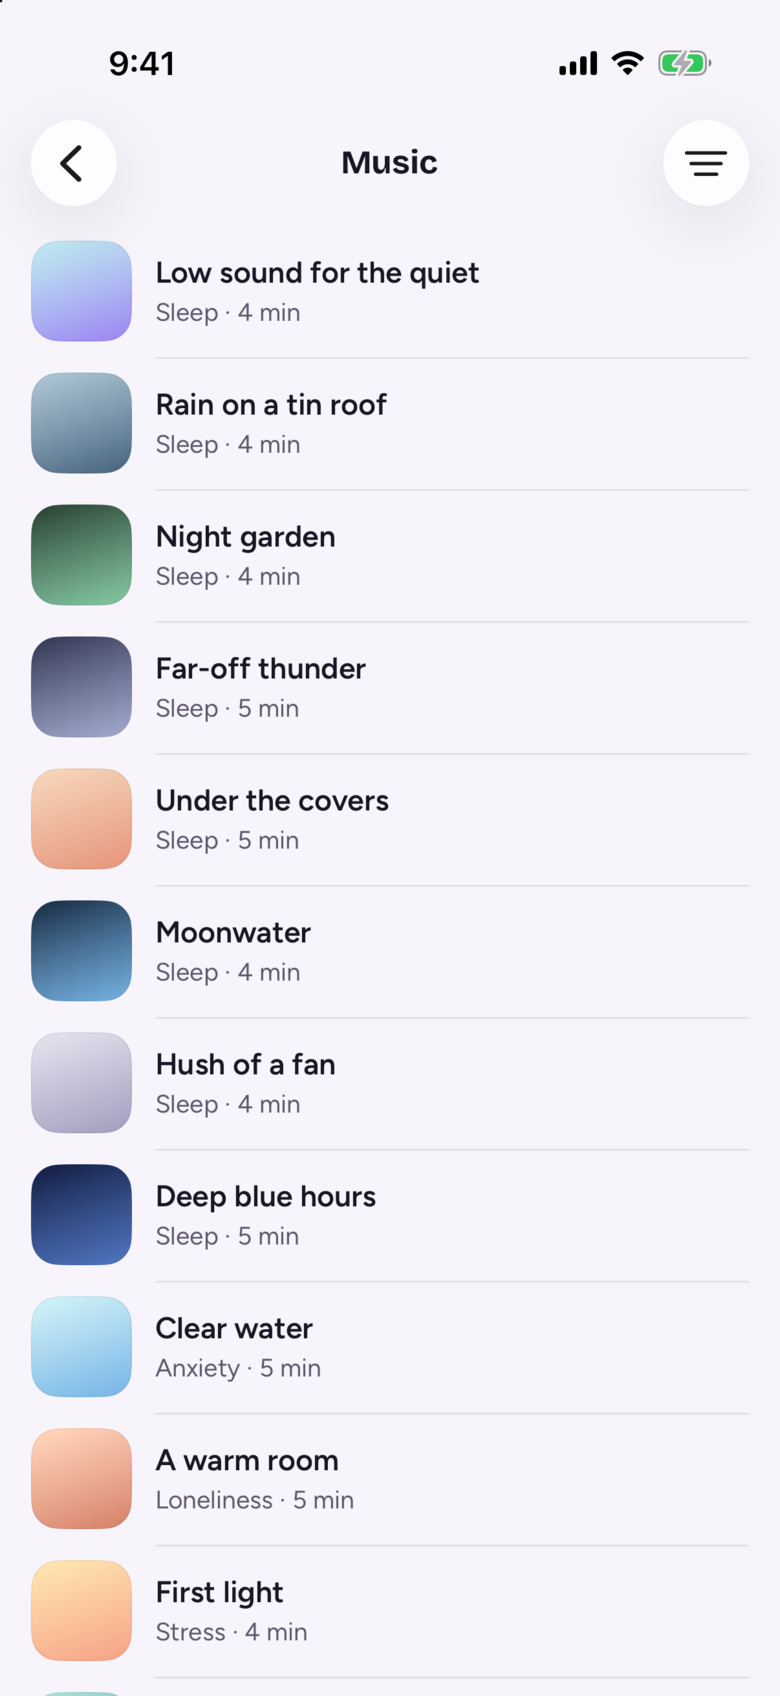 9:41
Music
Low sound for the quiet
Sleep · 4 min
Rain on a tin roof
Sleep · 4 min
Night garden
Sleep · 4 min
Far-off thunder
Sleep · 5 min
Under the covers
Sleep · 5 min
Moonwater
Sleep · 4 min
Hush of a fan
Sleep · 4 min
Deep blue hours
Sleep · 5 min
Clear water
Anxiety · 5 min
A warm room
Loneliness · 5 min
First light
Stress · 4 min